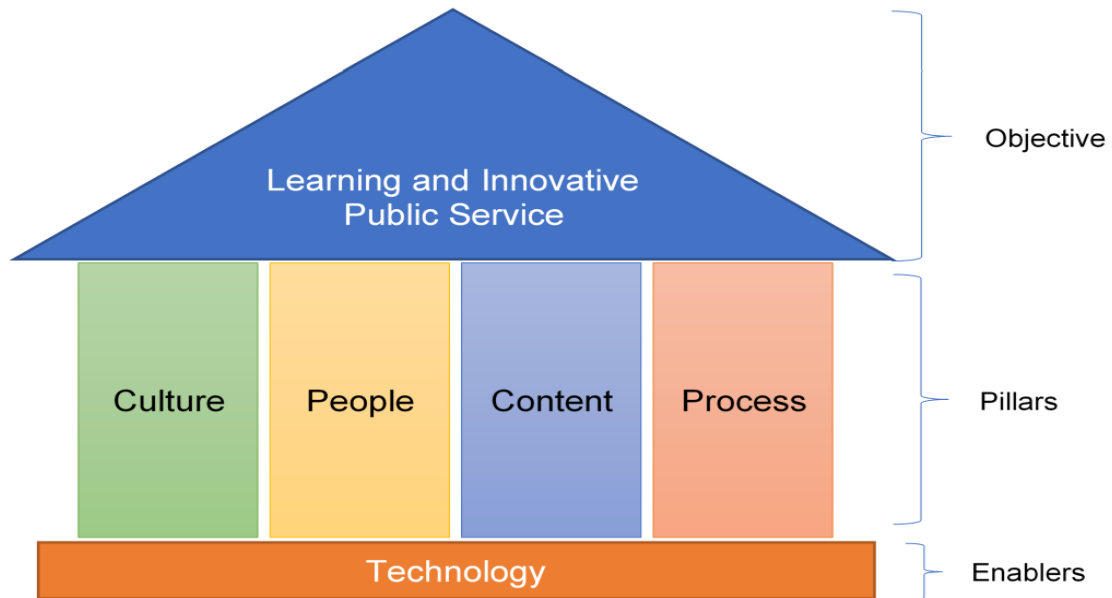 Learning and Innovative
Public Service
Objective
Culture
People
Content
Process
Pillars
Technology
Enablers